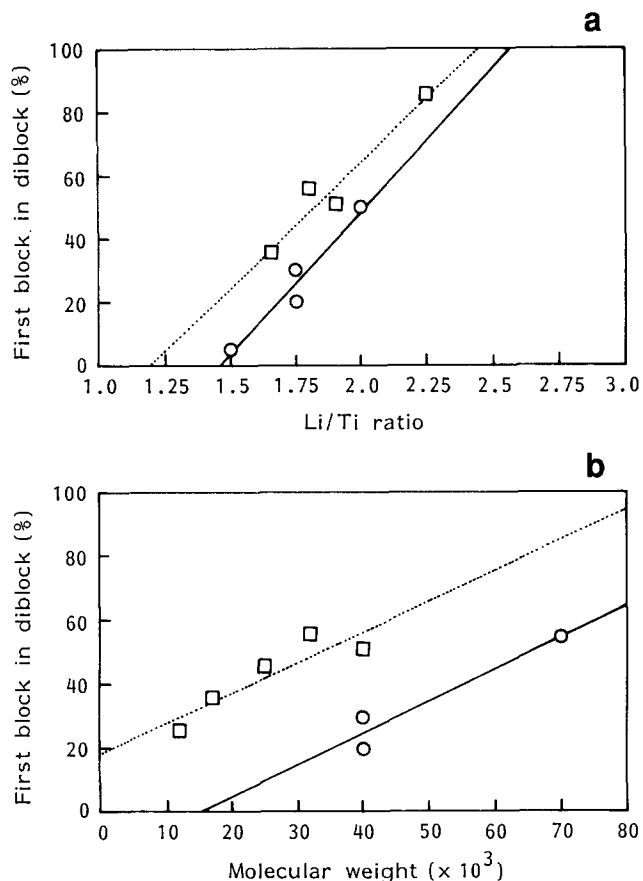 a
100
80
60
40
20
0
First block in diblock (%)
1.0 1.25 1.5 1.75 2.0 2.25 2.5 2.75 3.0
Li/Ti ratio
b
100
80
60
40
20
0
First block in diblock (%)
0 10 20 30 40 50 60 70 80
Molecular weight (× 10³)